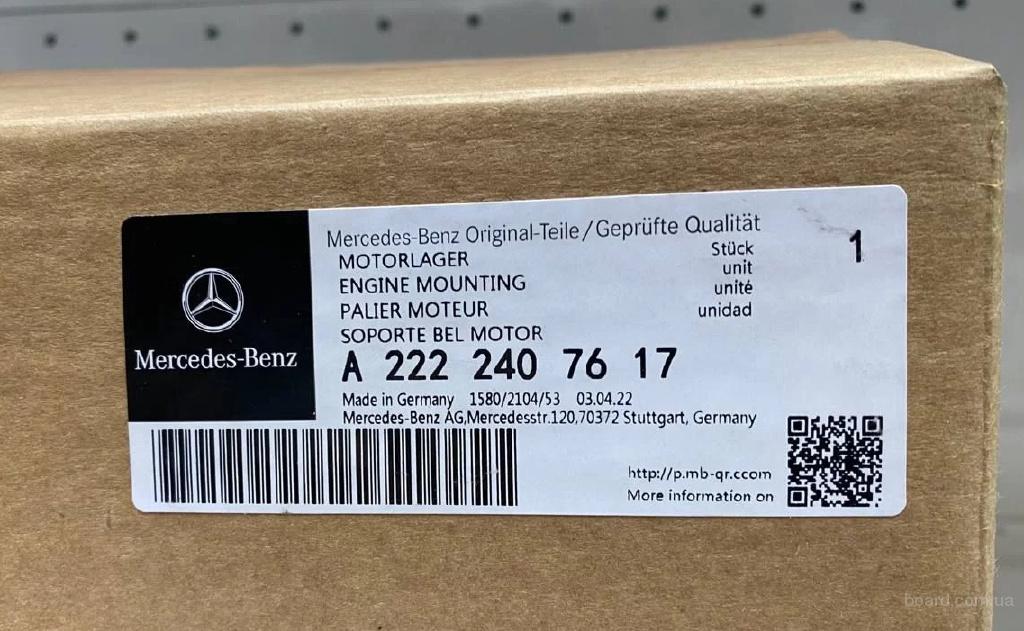 Mercedes-Benz
Mercedes-Benz Original-Teile/Geprüfte Qualität
MOTORLAGER
ENGINE MOUNTING
PALIER MOTEUR
SOPORTE BEL MOTOR
Stück
unit
unité
unidad
1
A 222 240 76 17
Made in Germany 1580/2104/53 03.04.22
Mercedes-Benz AG,Mercedesstr.120,70372 Stuttgart, Germany
http://p.mb-qr.ccom
More information on
board.com.ua